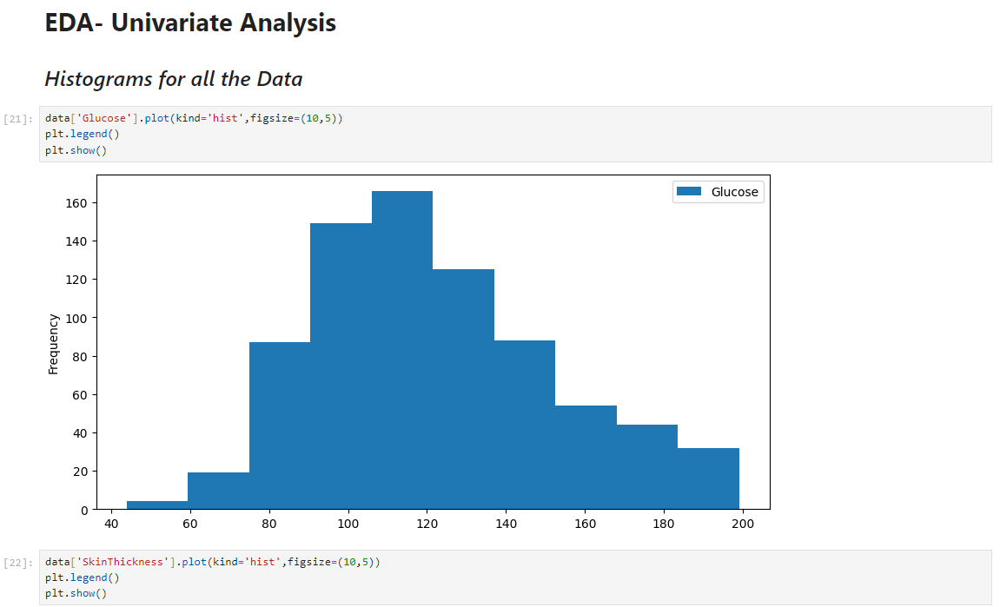 EDA- Univariate Analysis
Histograms for all the Data
[21]:
data['Glucose'].plot(kind='hist',figsize=(10,5))
plt.legend()
plt.show()
Glucose
160
140
120
100
80
60
40
20
0
Frequency
40 60 80 100 120 140 160 180 200
[22]:
data['SkinThickness'].plot(kind='hist',figsize=(10,5))
plt.legend()
plt.show()